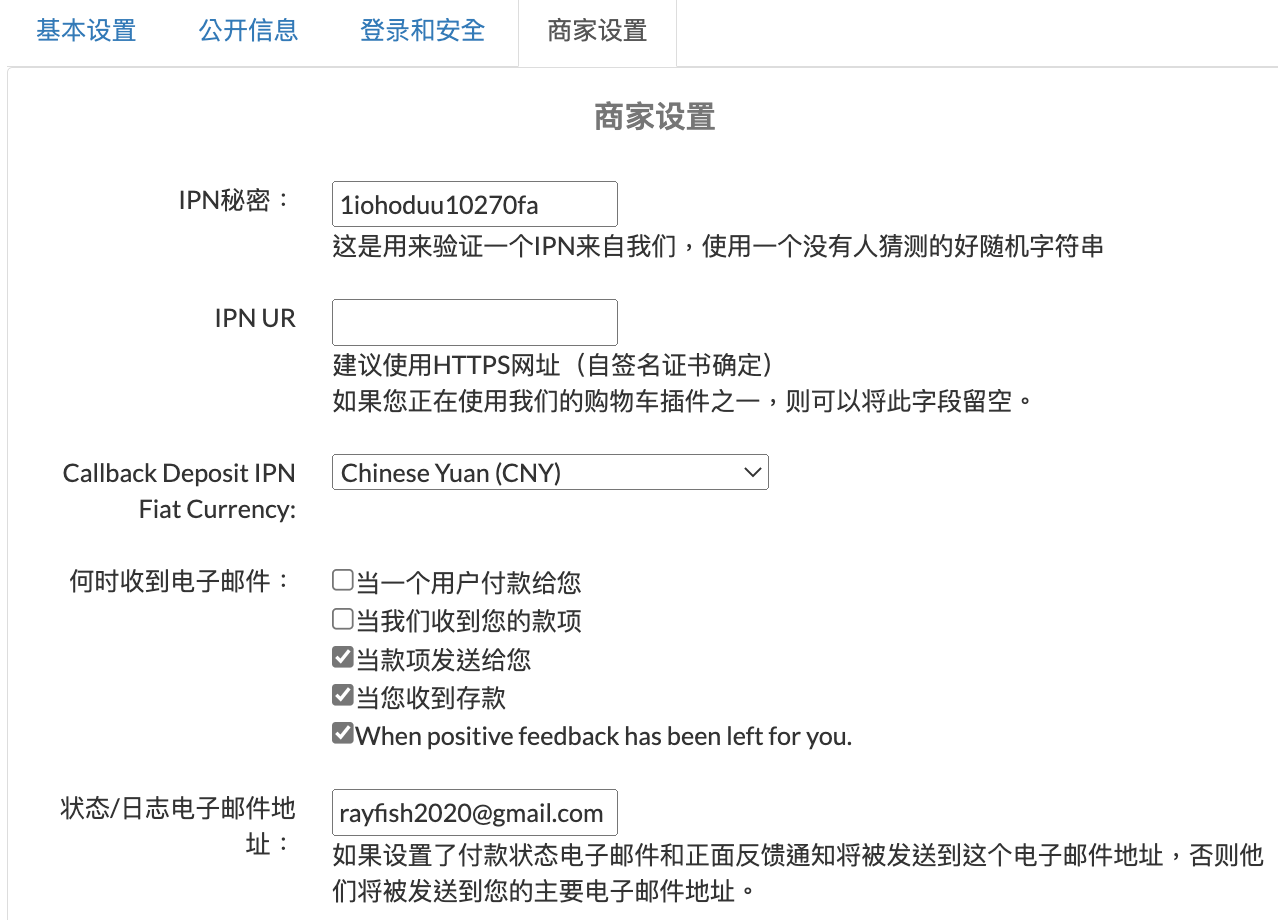 基本设置 公开信息 登录和安全 商家设置
商家设置
IPN秘密：
1iohoduu10270fa
这是用来验证一个IPN来自我们，使用一个没有人猜测的好随机字符串
IPN UR
建议使用HTTPS网址（自签名证书确定）
如果您正在使用我们的购物车插件之一，则可以将此字段留空。
Callback Deposit IPN
Fiat Currency:
Chinese Yuan (CNY)
何时收到电子邮件：
当一个用户付款给您
当我们收到您的款项
当款项发送给您
当您收到存款
When positive feedback has been left for you.
状态/日志电子邮件地
址：
rayfish2020@gmail.com
如果设置了付款状态电子邮件和正面反馈通知将被发送到这个电子邮件地址，否则他
们将被发送到您的主要电子邮件地址。